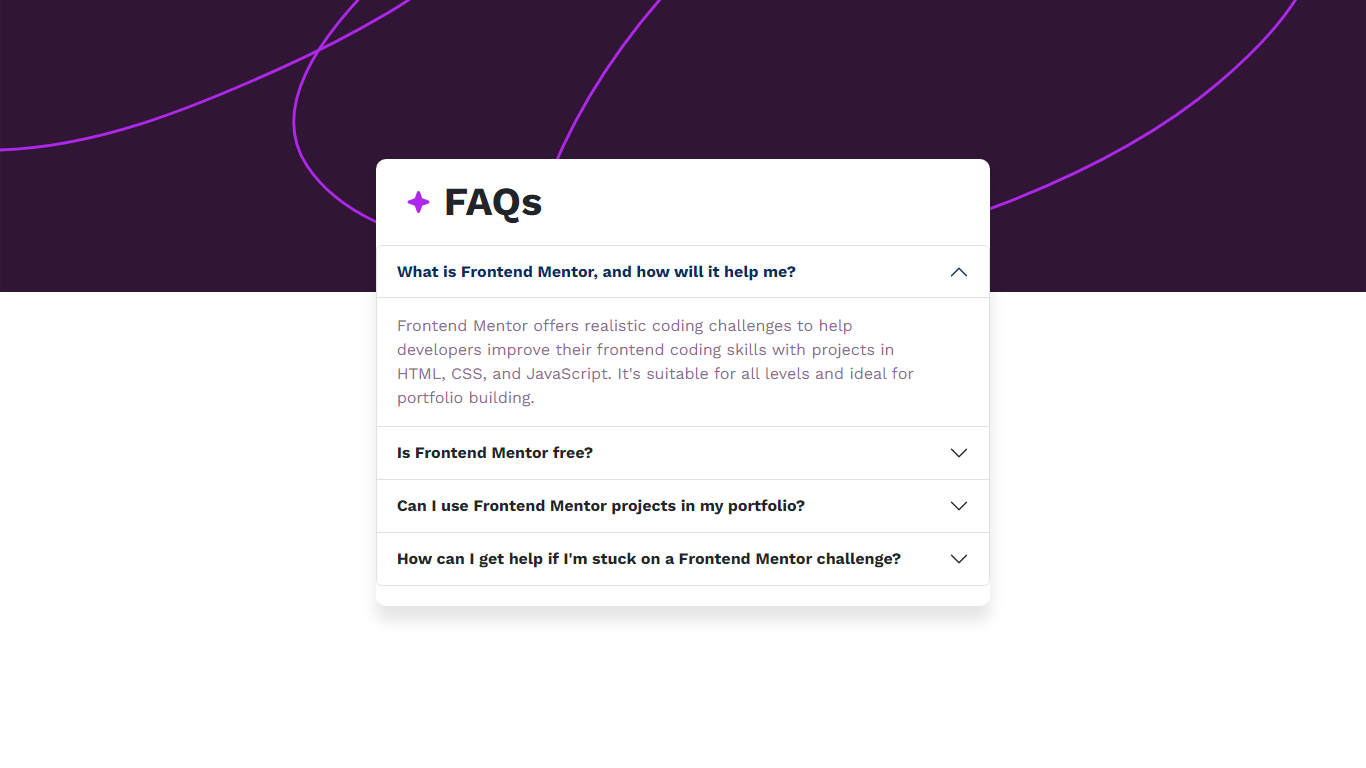 FAQs
What is Frontend Mentor, and how will it help me?
Frontend Mentor offers realistic coding challenges to help
developers improve their frontend coding skills with projects in
HTML, CSS, and JavaScript. It's suitable for all levels and ideal for
portfolio building.
Is Frontend Mentor free?
Can I use Frontend Mentor projects in my portfolio?
How can I get help if I'm stuck on a Frontend Mentor challenge?